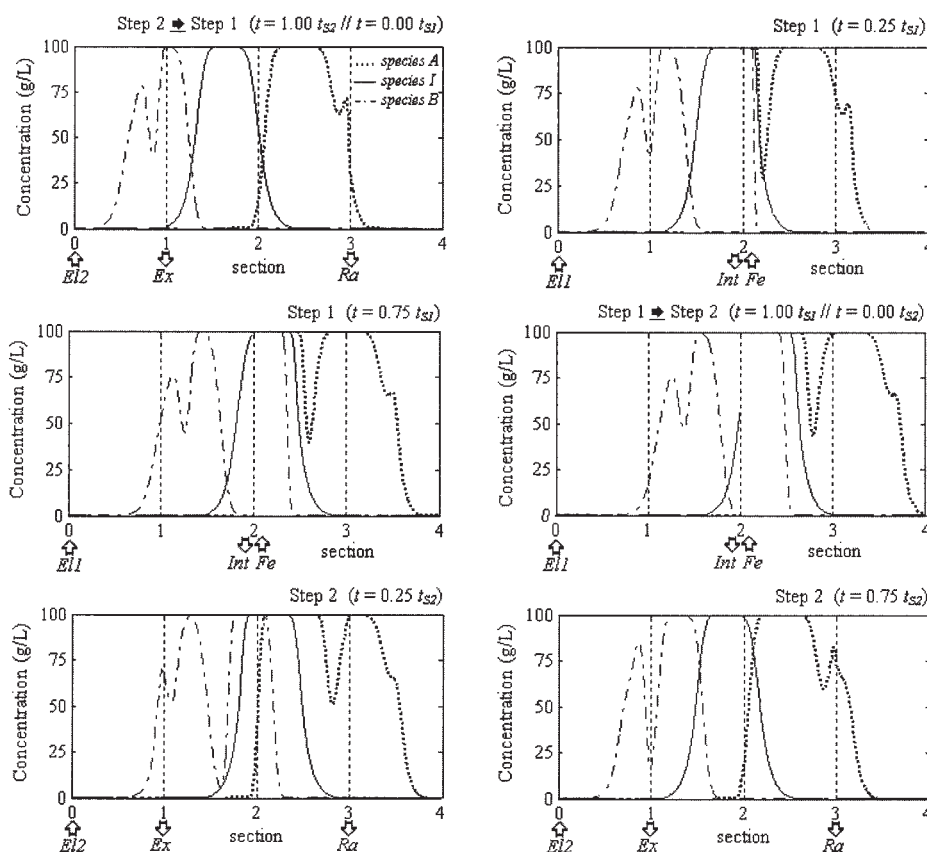 Step 2 ➡ Step 1 (t = 1.00 tS2 // t = 0.00 tS1)
Concentration (g/L)
100
75
50
25
0
species A
species I
species B
0 1 2 3 4
section
El2 Ex Ra
Step 1 (t = 0.25 tS1)
Concentration (g/L)
100
75
50
25
0
0 1 2 3 4
section
El1 Int Fe
Step 1 (t = 0.75 tS1)
Concentration (g/L)
100
75
50
25
0
0 1 2 3 4
section
El1 Int Fe
Step 1 ➡ Step 2 (t = 1.00 tS1 // t = 0.00 tS2)
Concentration (g/L)
100
75
50
25
0
0 1 2 3 4
section
El1 Int Fe
Step 2 (t = 0.25 tS2)
Concentration (g/L)
100
75
50
25
0
0 1 2 3 4
section
El2 Ex Ra
Step 2 (t = 0.75 tS2)
Concentration (g/L)
100
75
50
25
0
0 1 2 3 4
section
El2 Ex Ra